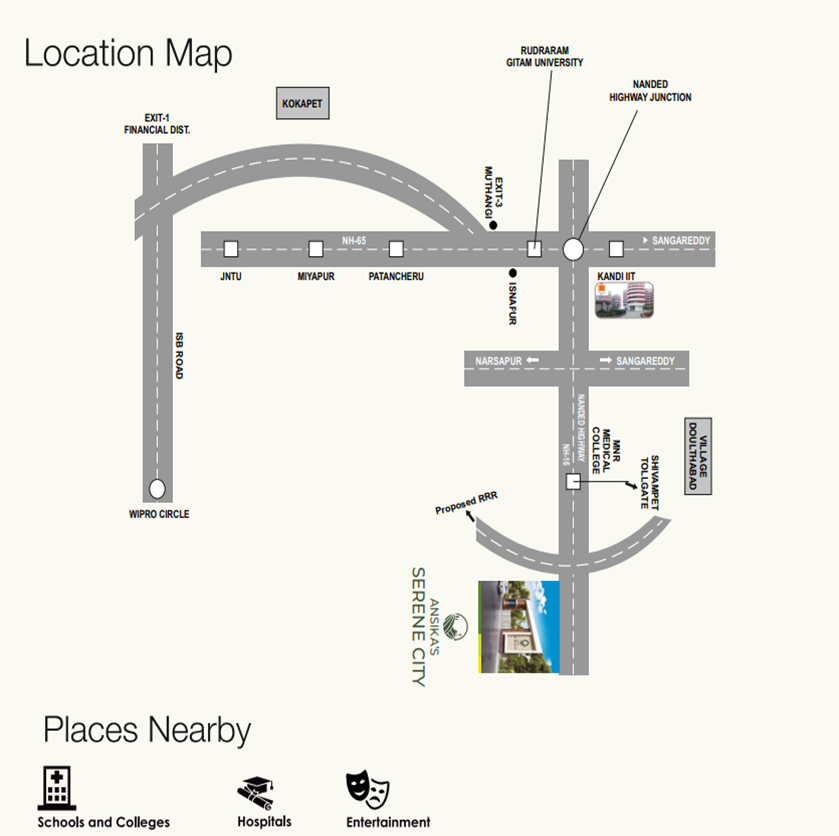 Location Map
RUDRARAM
GITAM UNIVERSITY
NANDED
HIGHWAY JUNCTION
KOKAPET
EXIT-1
FINANCIAL DIST.
EXIT-3
MUTHANGI
NH-65
SANGAREDDY
JNTU
MIYAPUR
PATANCHERU
KANDI IIT
ISNAPUR
ISB ROAD
NARSAPUR
SANGAREDDY
NANDED HIGHWAY
NH-16
MNR
MEDICAL
COLLEGE
SHIVAMPET
TOLLGATE
VILLAGE
DOULTHABAD
WIPRO CIRCLE
Proposed RRR
ANSIKA'S
SERENE CITY
Places Nearby
Schools and Colleges
Hospitals
Entertainment